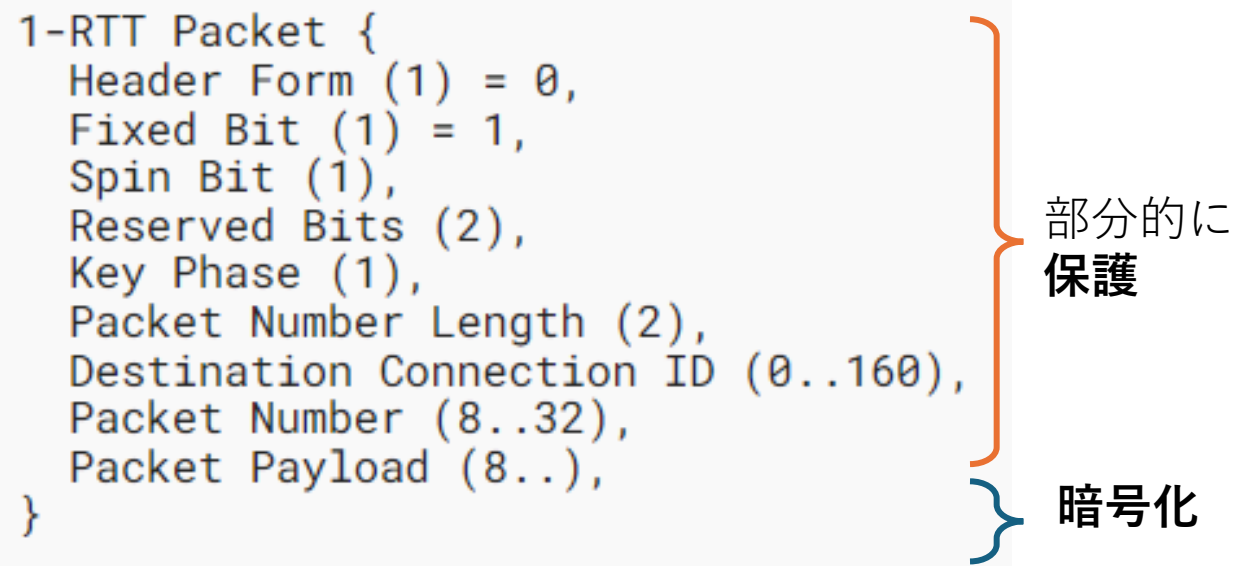 1-RTT Packet {
  Header Form (1) = 0,
  Fixed Bit (1) = 1,
  Spin Bit (1),
  Reserved Bits (2),
  Key Phase (1),
  Packet Number Length (2),
  Destination Connection ID (0..160),
  Packet Number (8..32),
  Packet Payload (8..),
}
部分的に
保護
暗号化